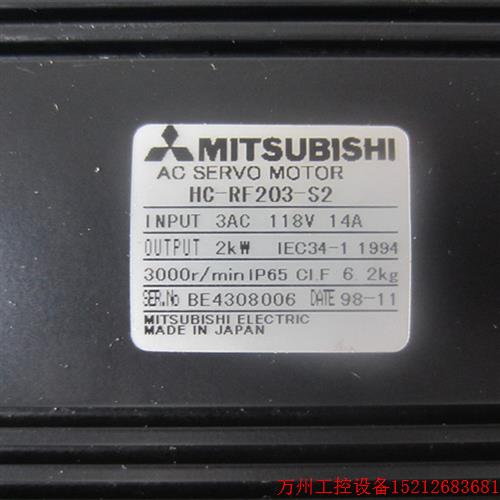 MITSUBISHI
AC SERVO MOTOR
HC-RF203-S2
INPUT 3AC 118V 14A
OUTPUT 2kW IEC34-1 1994
3000r/min IP65 CI.F 6.2kg
SER.No BE4308006 DATE 98-11
MITSUBISHI ELECTRIC
MADE IN JAPAN
万州工控设备15212683681